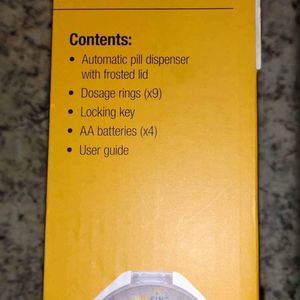 Contents:
• Automatic pill dispenser
with frosted lid
• Dosage rings (x9)
• Locking key
• AA batteries (x4)
• User guide